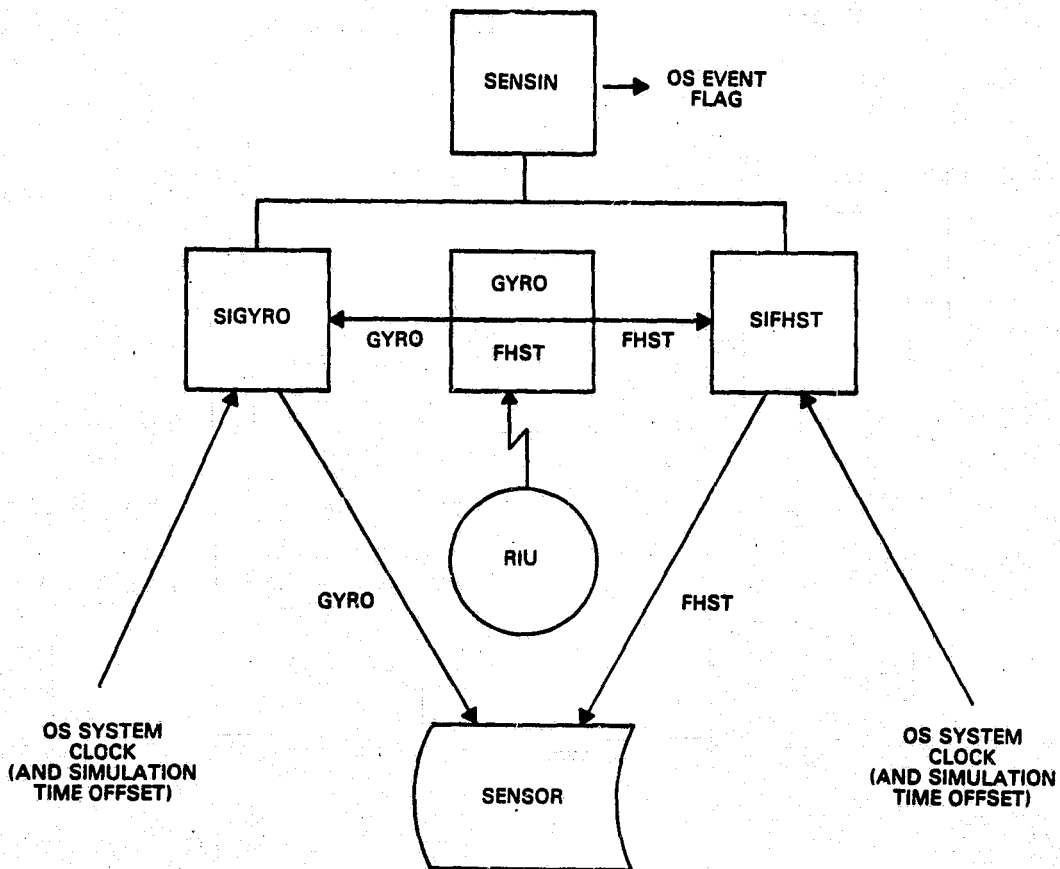 SENSIN
OS EVENT
FLAG
SIGYRO
GYRO
FHST
SIFHST
GYRO
FHST
RIU
GYRO
FHST
OS SYSTEM
CLOCK
(AND SIMULATION
TIME OFFSET)
SENSOR
OS SYSTEM
CLOCK
(AND SIMULATION
TIME OFFSET)